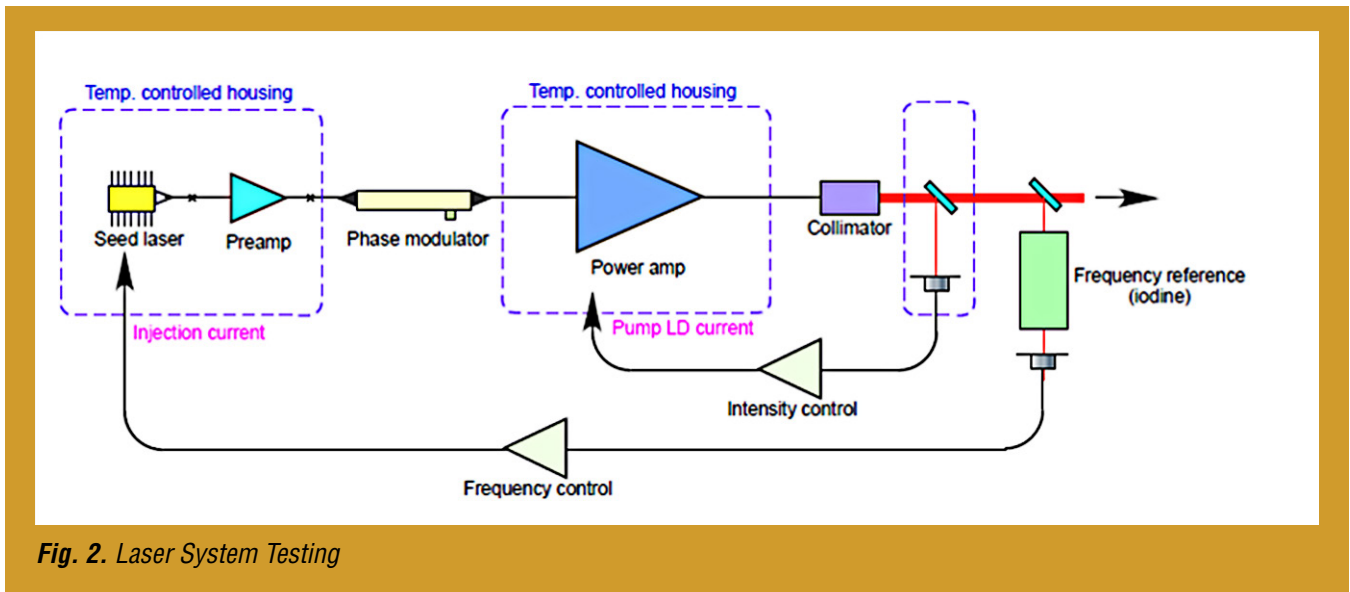 Temp. controlled housing
Temp. controlled housing
Seed laser
Preamp
Phase modulator
Power amp
Collimator
Frequency reference
(iodine)
Injection current
Pump LD current
Intensity control
Frequency control
Fig. 2. Laser System Testing